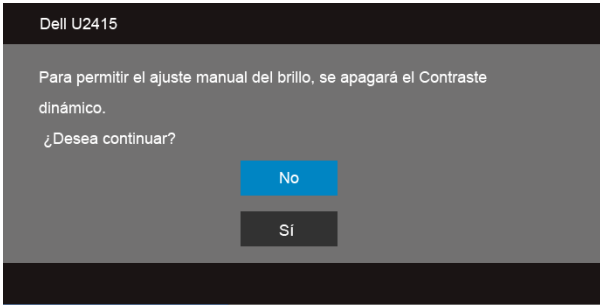 Dell U2415
Para permitir el ajuste manual del brillo, se apagará el Contraste
dinámico.
¿Desea continuar?
No
Sí